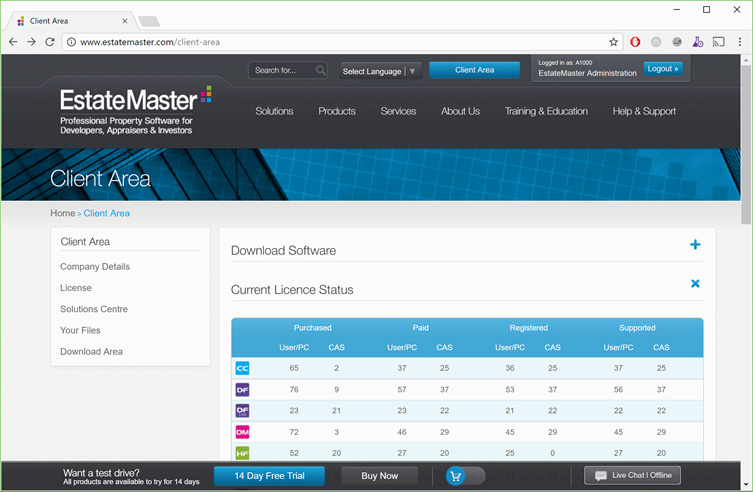 Client Area
www.estatemaster.com/client-area
Search for...
Select Language ▼
Client Area
Logged in as: A1000
EstateMaster Administration
Logout »
EstateMaster
Professional Property Software for
Developers, Appraisers & Investors
Solutions Products Services About Us Training & Education Help & Support
Client Area
Home > Client Area
Client Area
Company Details
License
Solutions Centre
Your Files
Download Area
Download Software
Current Licence Status
Purchased Paid Registered Supported
User/PC CAS User/PC CAS User/PC CAS User/PC CAS
CC 65 2 37 25 36 25 37 25
DF 76 9 57 37 53 37 56 37
DF 23 21 23 22 21 22 22 22
DM 72 3 46 29 45 29 45 29
HF 52 20 27 20 25 0 27 20
Want a test drive?
All products are available to try for 14 days
14 Day Free Trial
Buy Now
Live Chat | Offline